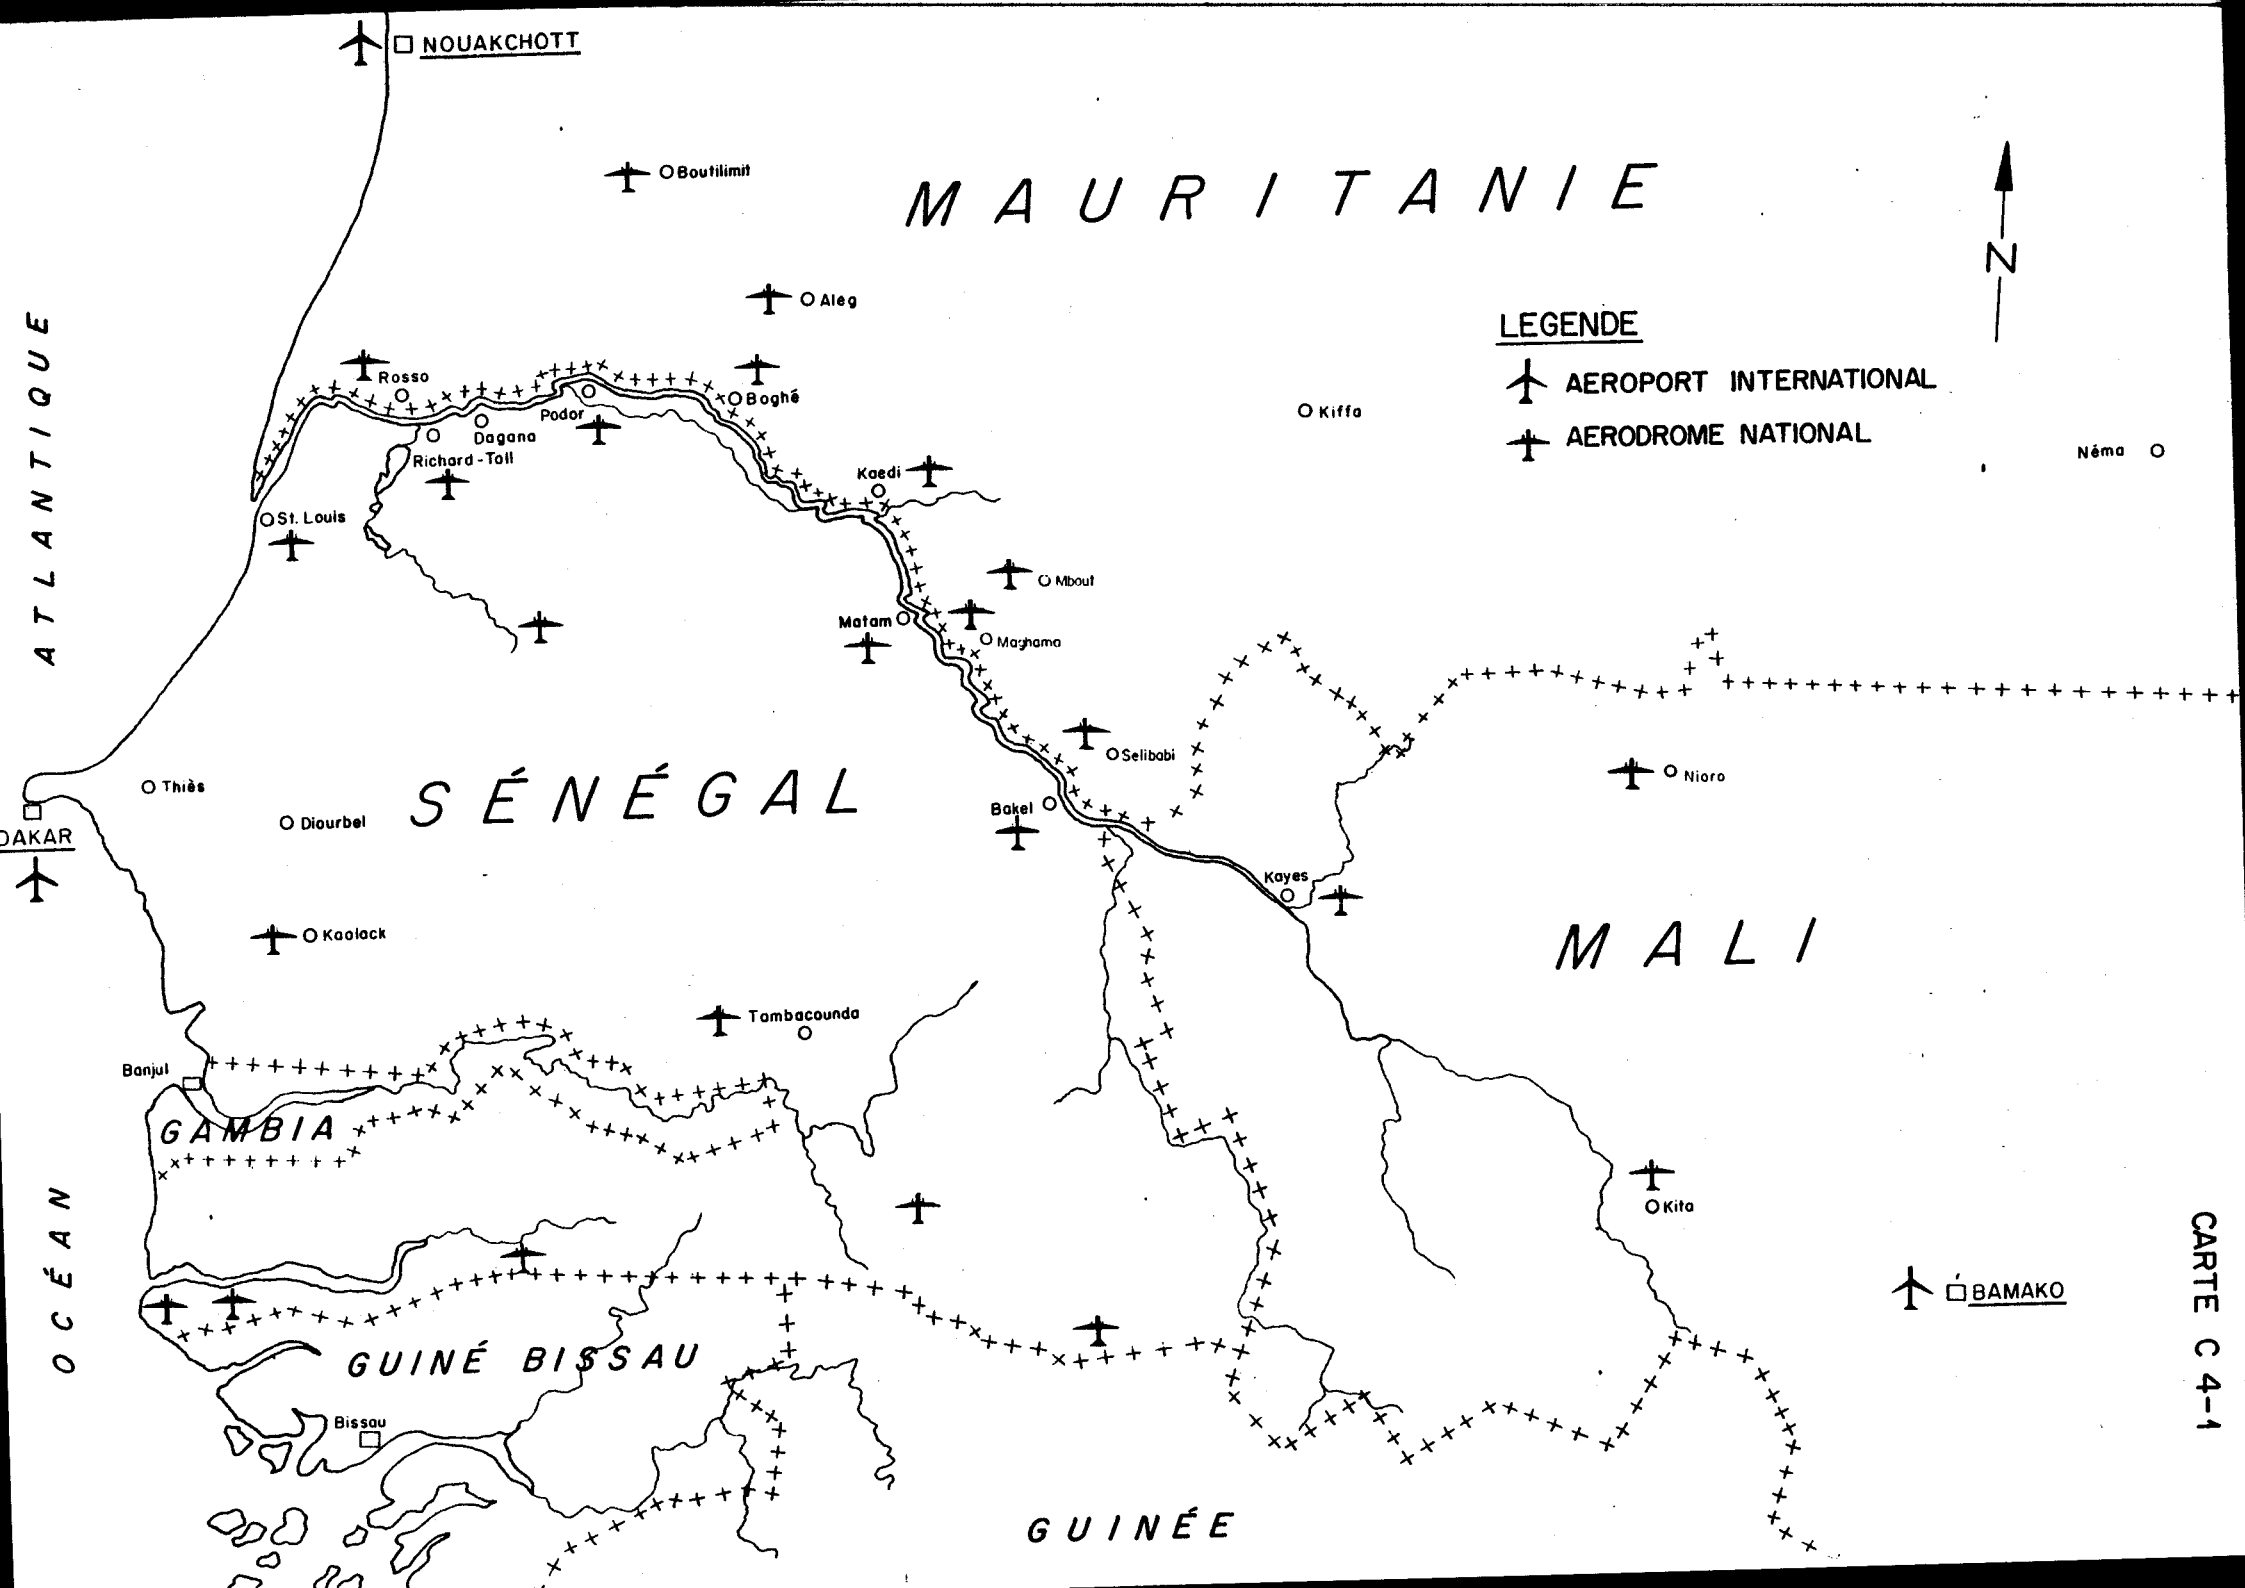 NOUAKCHOTT
Boutilimit
MAURITANIE
N
Aleg
LEGENDE
AEROPORT INTERNATIONAL
AERODROME NATIONAL
ATLANTIQUE
Rosso
Boghé
Podor
Dagana
Richard-Toll
Kiffa
Néma
Kaedi
St. Louis
Mbout
Matam
Maghama
Selibabi
Nioro
Thiès
SÉNÉGAL
Bakel
Diourbel
DAKAR
Kayes
Kaolack
MALI
Tambacounda
Banjul
GAMBIA
Kita
OCÉAN
BAMAKO
CARTE C 4-1
GUINÉ BISSAU
Bissau
GUINÉE